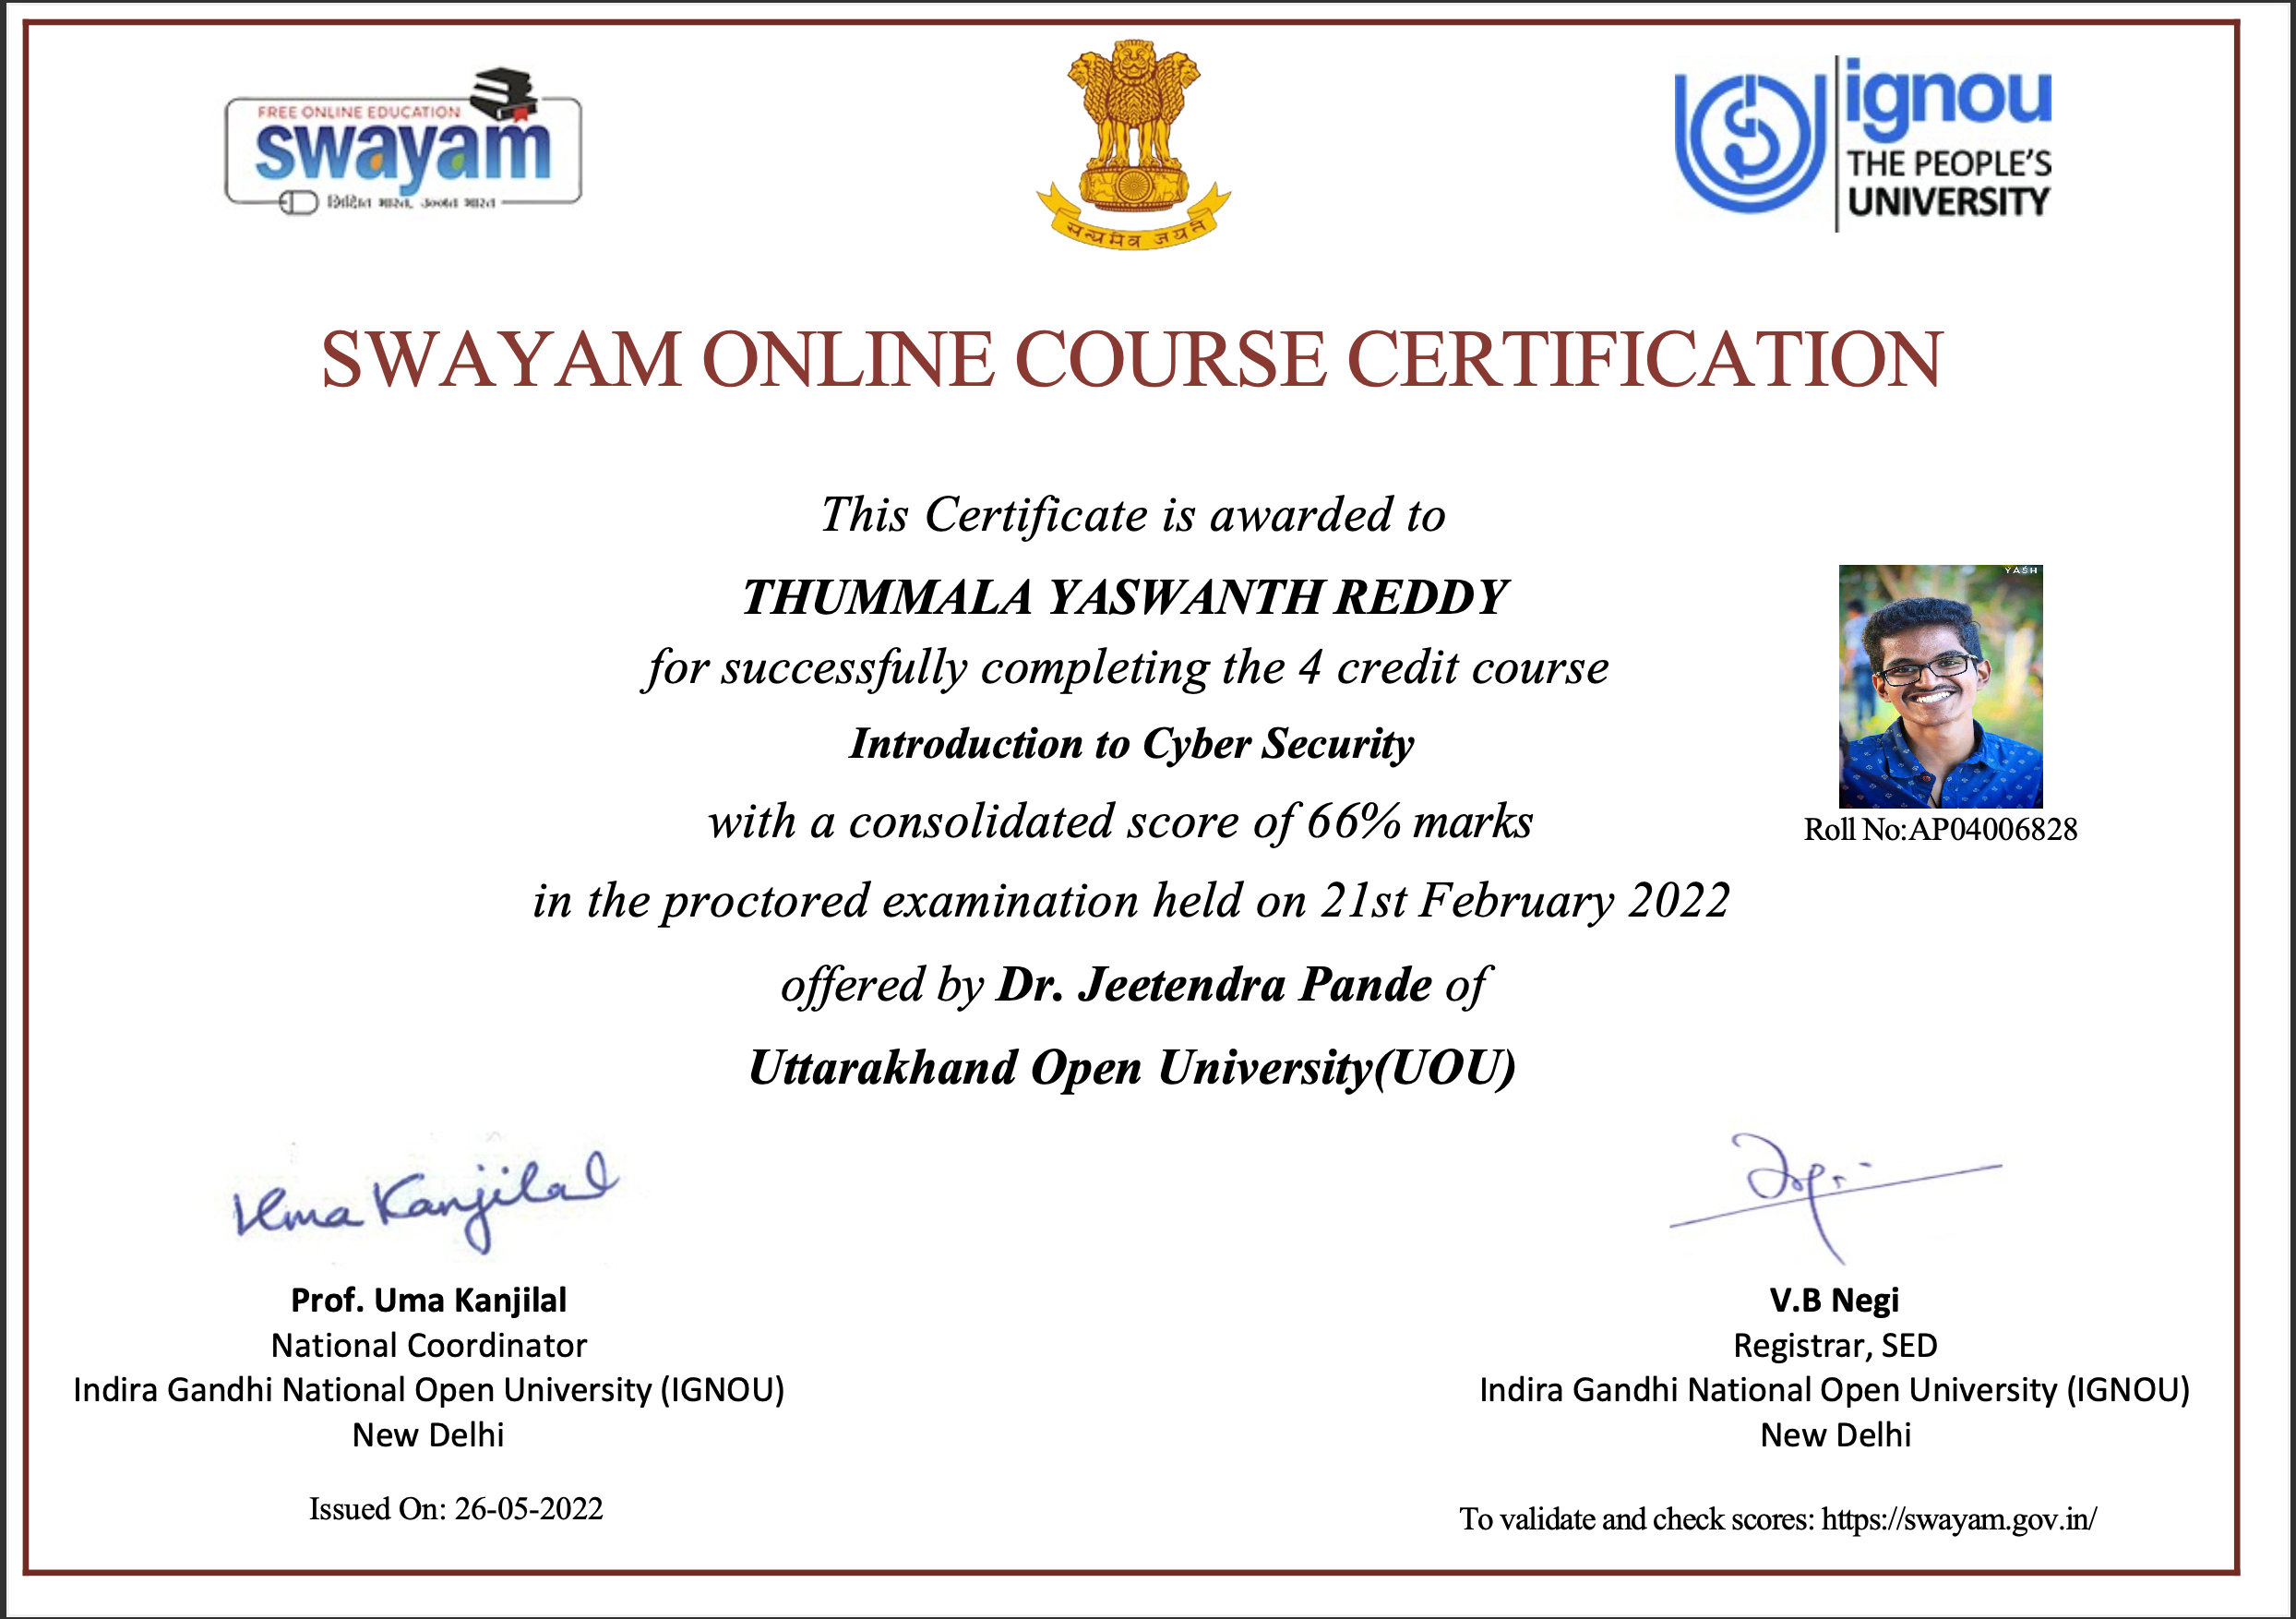 FREE ONLINE EDUCATION
swayam
शिक्षित भारत, उन्नत भारत
सत्यमेव जयते
ignou
THE PEOPLE'S
UNIVERSITY
SWAYAM ONLINE COURSE CERTIFICATION
This Certificate is awarded to
THUMMALA YASWANTH REDDY
for successfully completing the 4 credit course
Introduction to Cyber Security
with a consolidated score of 66% marks
in the proctored examination held on 21st February 2022
offered by Dr. Jeetendra Pande of
Uttarakhand Open University(UOU)
YASH
Roll No:AP04006828
Uma Kanjilal
Prof. Uma Kanjilal
National Coordinator
Indira Gandhi National Open University (IGNOU)
New Delhi
Issued On: 26-05-2022
V.B Negi
Registrar, SED
Indira Gandhi National Open University (IGNOU)
New Delhi
To validate and check scores: https://swayam.gov.in/